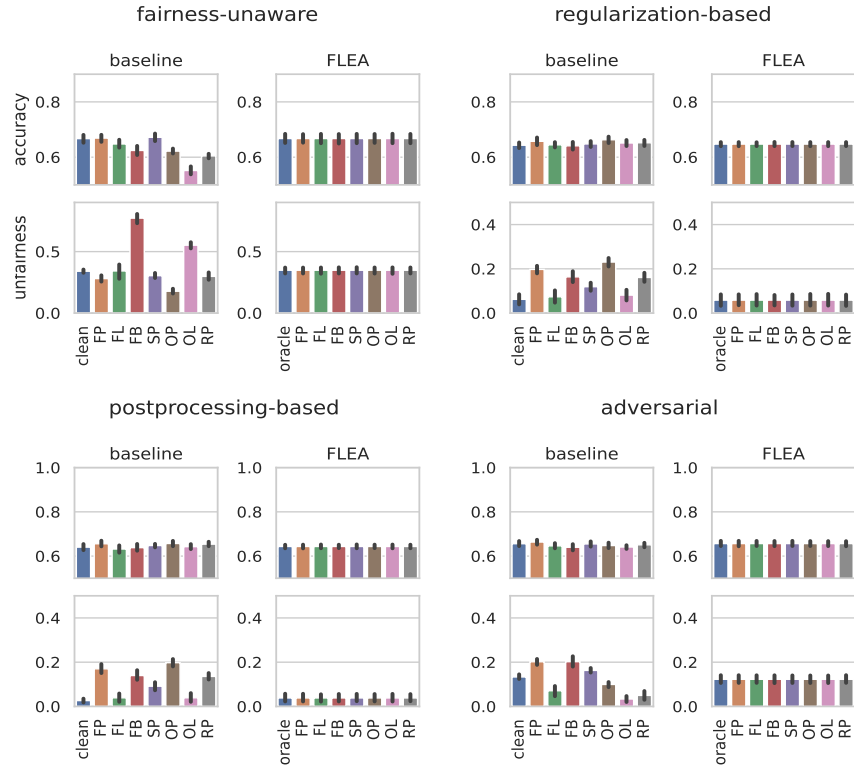 fairness-unaware
regularization-based
baseline
FLEA
baseline
FLEA
accuracy
0.8
0.6
0.8
0.6
0.8
0.6
0.8
0.6
unfairness
0.5
0.0
0.5
0.0
0.4
0.2
0.0
0.4
0.2
0.0
clean FP FL FB SP OP OL RP
oracle FP FL FB SP OP OL RP
clean FP FL FB SP OP OL RP
oracle FP FL FB SP OP OL RP
postprocessing-based
adversarial
baseline
FLEA
baseline
FLEA
1.0
0.8
0.6
1.0
0.8
0.6
1.0
0.8
0.6
1.0
0.8
0.6
0.4
0.2
0.0
0.4
0.2
0.0
0.4
0.2
0.0
0.4
0.2
0.0
clean FP FL FB SP OP OL RP
oracle FP FL FB SP OP OL RP
clean FP FL FB SP OP OL RP
oracle FP FL FB SP OP OL RP